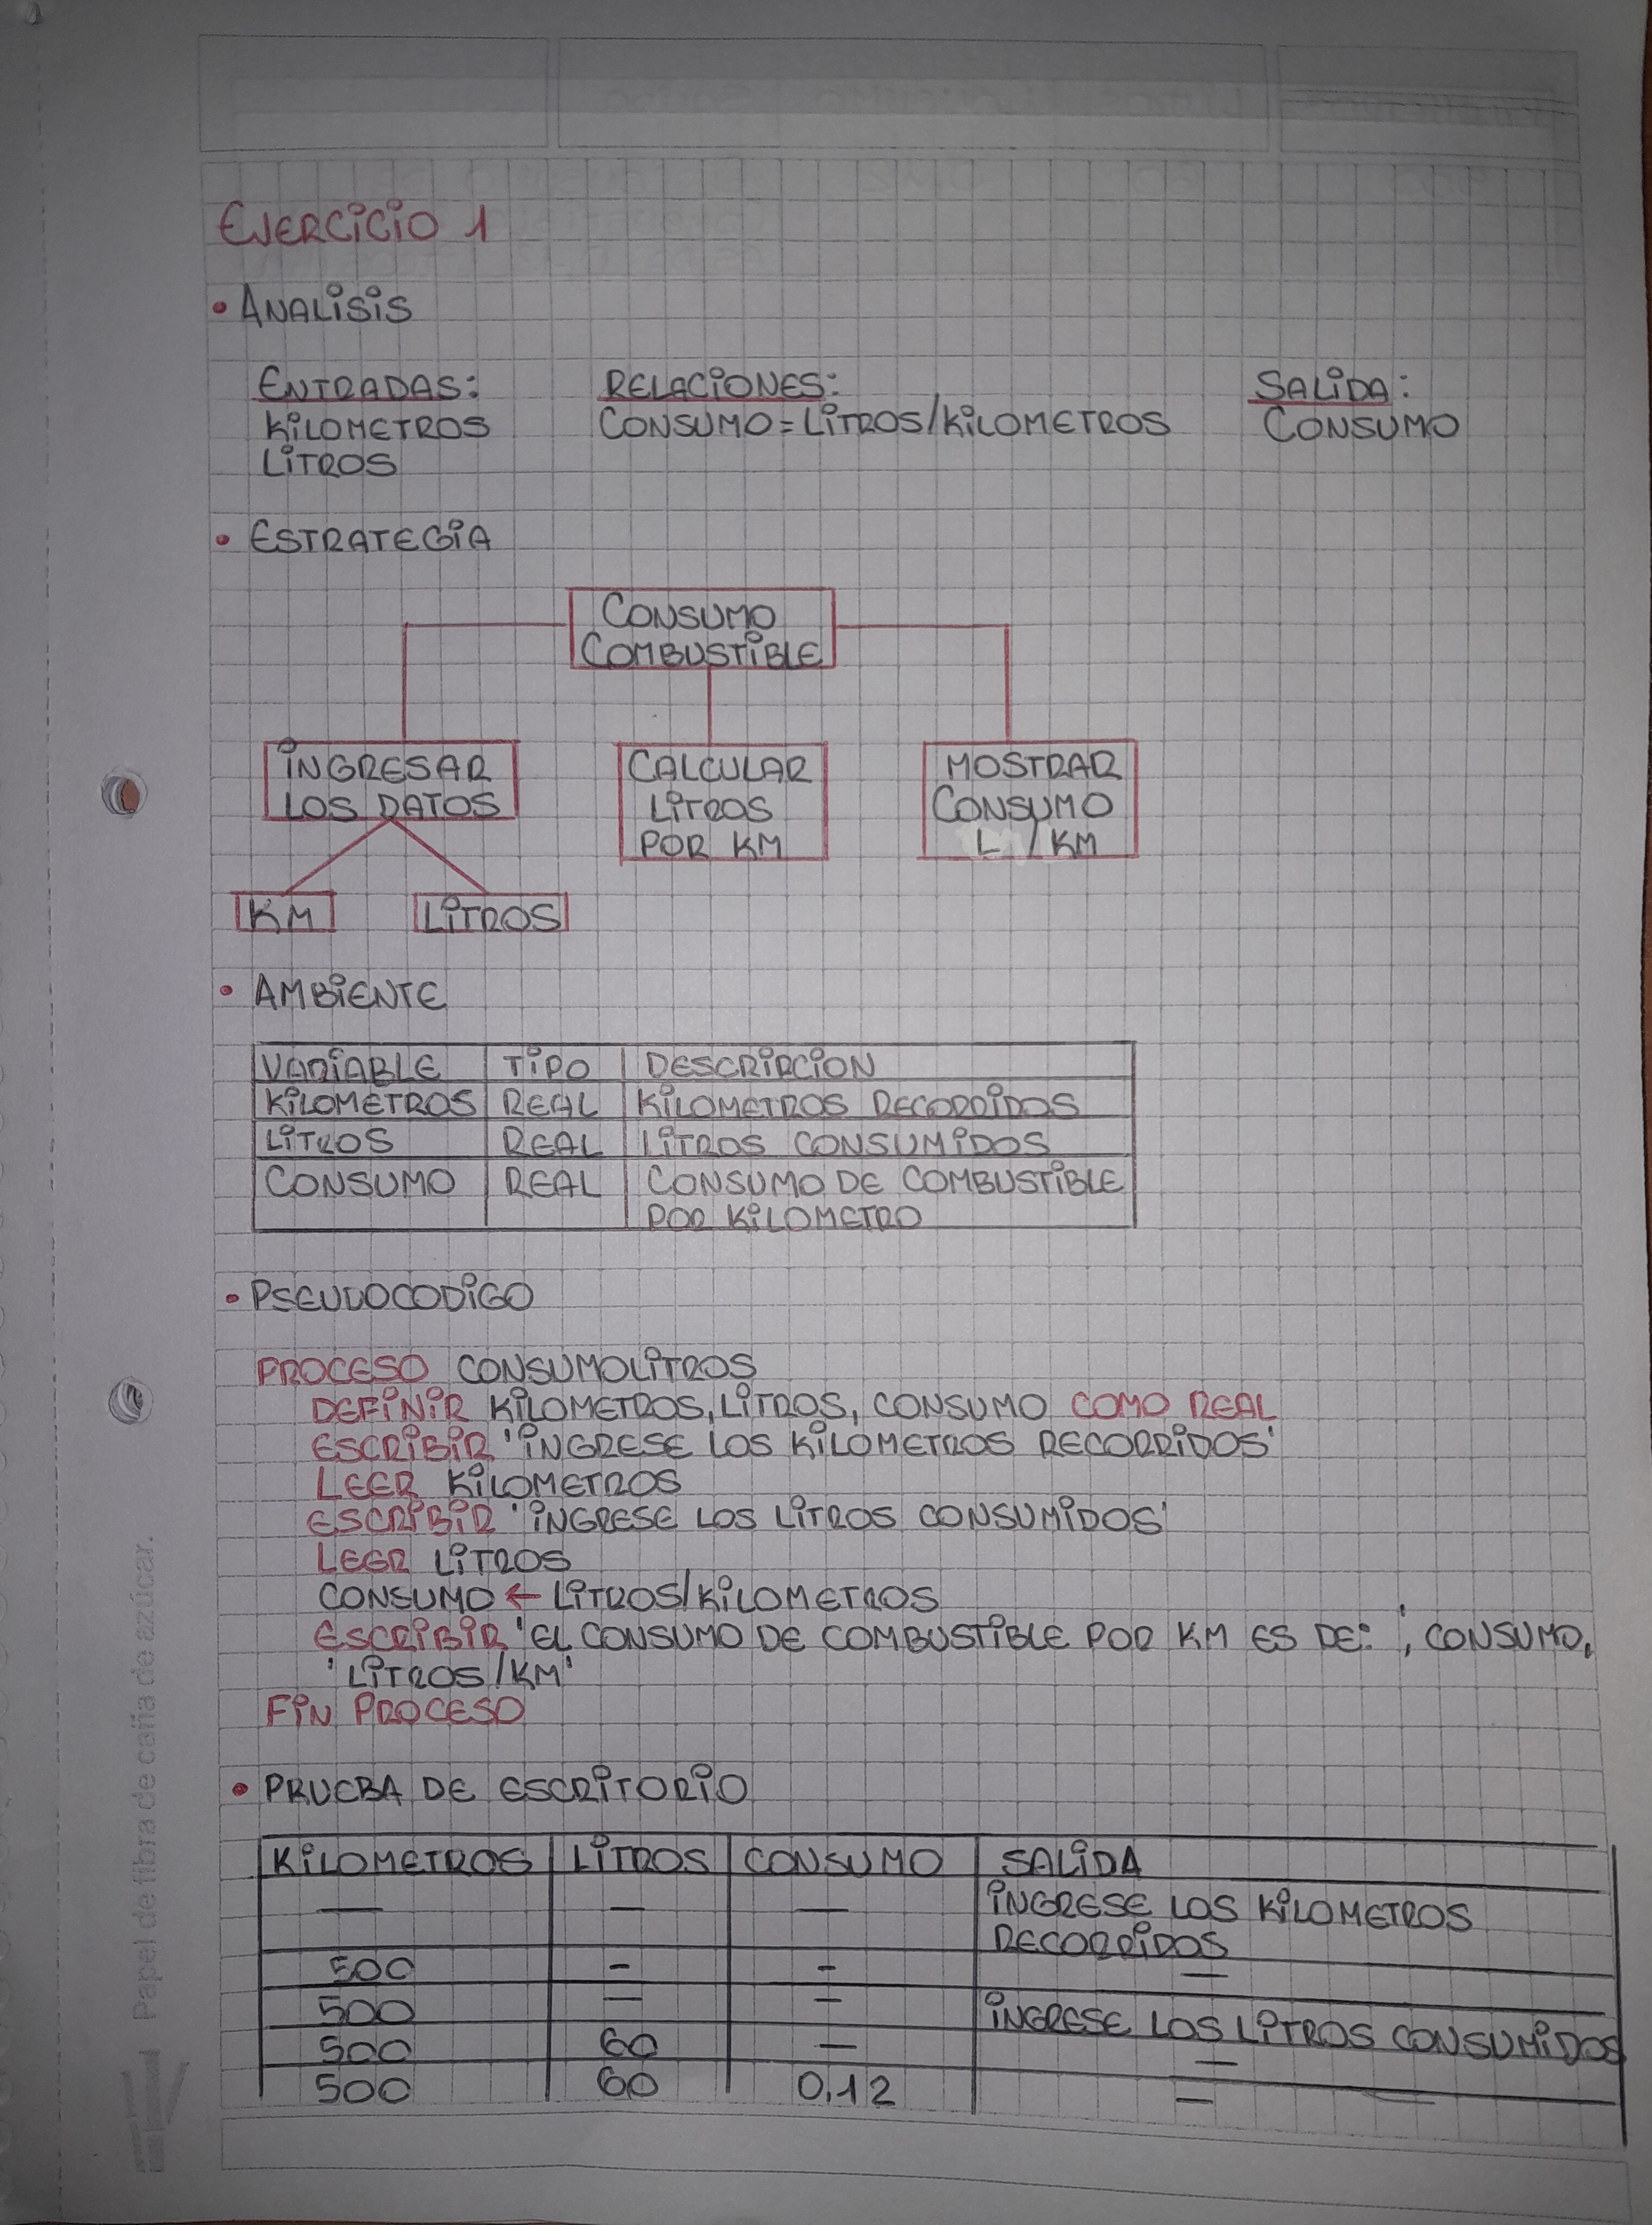 EJERCICIO 1
• ANALISIS
ENTRADAS: RELACIONES: SALIDA:
KILOMETROS CONSUMO = LITROS/KILOMETROS CONSUMO
LITROS
• ESTRATEGIA
CONSUMO
COMBUSTIBLE
INGRESAR CALCULAR MOSTRAR
LOS DATOS LITROS CONSUMO
POR KM L / KM
KM LITROS
• AMBIENTE
VARIABLE TIPO DESCRIPCION
KILOMETROS REAL KILOMETROS RECORRIDOS
LITROS REAL LITROS CONSUMIDOS
CONSUMO REAL CONSUMO DE COMBUSTIBLE
POR KILOMETRO
• PSEUDOCODIGO
PROCESO CONSUMOLITROS
DEFINIR KILOMETROS, LITROS, CONSUMO COMO REAL
ESCRIBIR 'INGRESE LOS KILOMETROS RECORRIDOS'
LEER KILOMETROS
ESCRIBIR 'INGRESE LOS LITROS CONSUMIDOS'
LEER LITROS
CONSUMO ← LITROS/KILOMETROS
ESCRIBIR 'EL CONSUMO DE COMBUSTIBLE POR KM ES DE: ', CONSUMO,
'LITROS/KM'
FIN PROCESO
• PRUEBA DE ESCRITORIO
KILOMETROS LITROS CONSUMO SALIDA
— — — INGRESE LOS KILOMETROS
RECORRIDOS
500 - - —
500 — - INGRESE LOS LITROS CONSUMIDOS
500 60 — —
500 60 0,12 —
Papel de fibra de caña de azúcar.